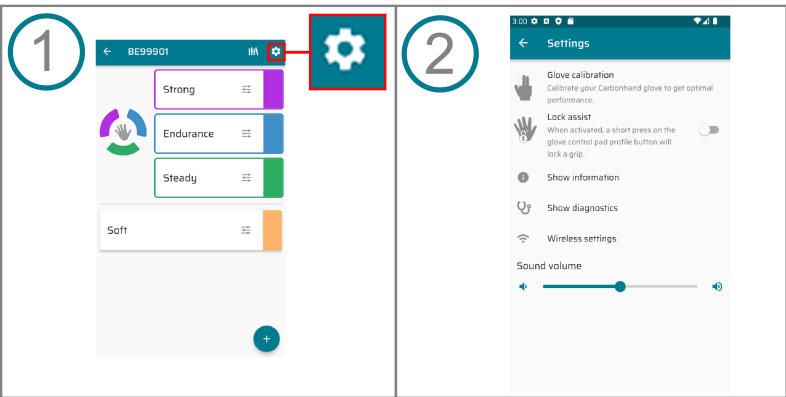 1
BE99901
Strong
Endurance
Steady
Soft
+
2
3:00
Settings
Glove calibration
Calibrate your Carbonhand glove to get optimal
performance.
Lock assist
When activated, a short press on the
glove control pad profile button will
lock a grip.
Show information
Show diagnostics
Wireless settings
Sound volume